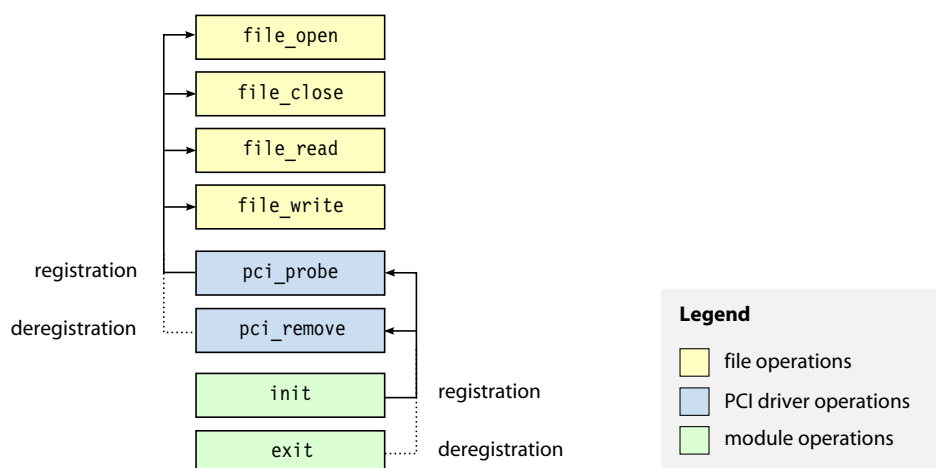 file_open
file_close
file_read
file_write
registration
pci_probe
deregistration
pci_remove
init
registration
exit
deregistration
Legend
file operations
PCI driver operations
module operations